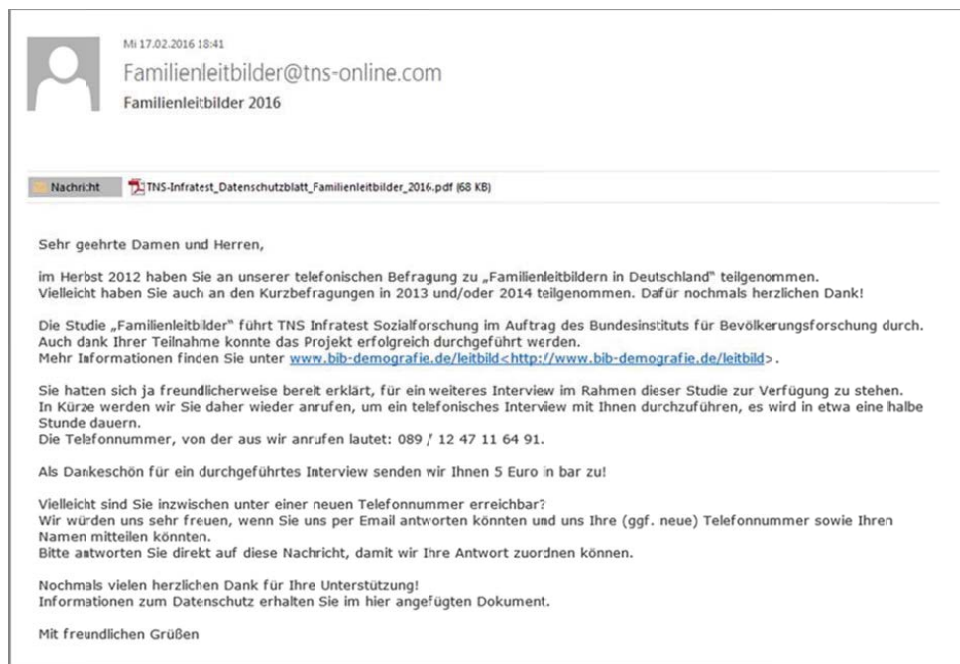 Mi 17.02.2016 18:41
Familienleitbilder@tns-online.com
Familienleitbilder 2016
Nachricht TNS-Infratest_Datenschutzblatt_Familienleitbilder_2016.pdf (68 KB)
Sehr geehrte Damen und Herren,
im Herbst 2012 haben Sie an unserer telefonischen Befragung zu „Familienleitbildern in Deutschland" teilgenommen.
Vielleicht haben Sie auch an den Kurzbefragungen in 2013 und/oder 2014 teilgenommen. Dafür nochmals herzlichen Dank!
Die Studie „Familienleitbilder" führt TNS Infratest Sozialforschung im Auftrag des Bundesinstituts für Bevölkerungsforschung durch.
Auch dank Ihrer Teilnahme konnte das Projekt erfolgreich durchgeführt werden.
Mehr Informationen finden Sie unter www.bib-demografie.de/leitbild<http://www.bib-demografie.de/leitbild>.
Sie hatten sich ja freundlicherweise bereit erklärt, für ein weiteres Interview im Rahmen dieser Studie zur Verfügung zu stehen.
In Kürze werden wir Sie daher wieder anrufen, um ein telefonisches Interview mit Ihnen durchzuführen, es wird in etwa eine halbe
Stunde dauern.
Die Telefonnummer, von der aus wir anrufen lautet: 089 / 12 47 11 64 91.
Als Dankeschön für ein durchgeführtes Interview senden wir Ihnen 5 Euro in bar zu!
Vielleicht sind Sie inzwischen unter einer neuen Telefonnummer erreichbar?
Wir würden uns sehr freuen, wenn Sie uns per Email antworten könnten und uns Ihre (ggf. neue) Telefonnummer sowie Ihren
Namen mitteilen könnten.
Bitte antworten Sie direkt auf diese Nachricht, damit wir Ihre Antwort zuordnen können.
Nochmals vielen herzlichen Dank für Ihre Unterstützung!
Informationen zum Datenschutz erhalten Sie im hier angefügten Dokument.
Mit freundlichen Grüßen